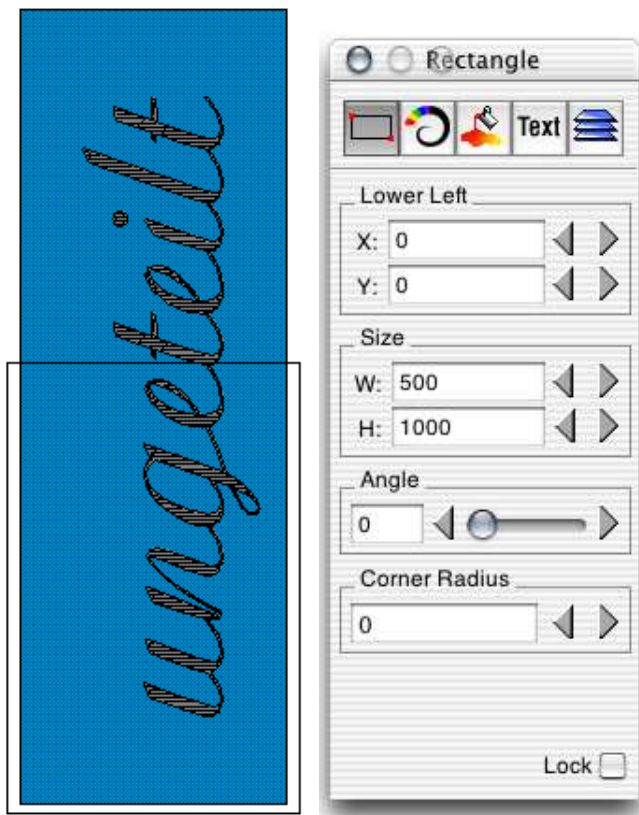 ungeteilt
Rectangle
Text
Lower Left
X: 0
Y: 0
Size
W: 500
H: 1000
Angle
0
Corner Radius
0
Lock